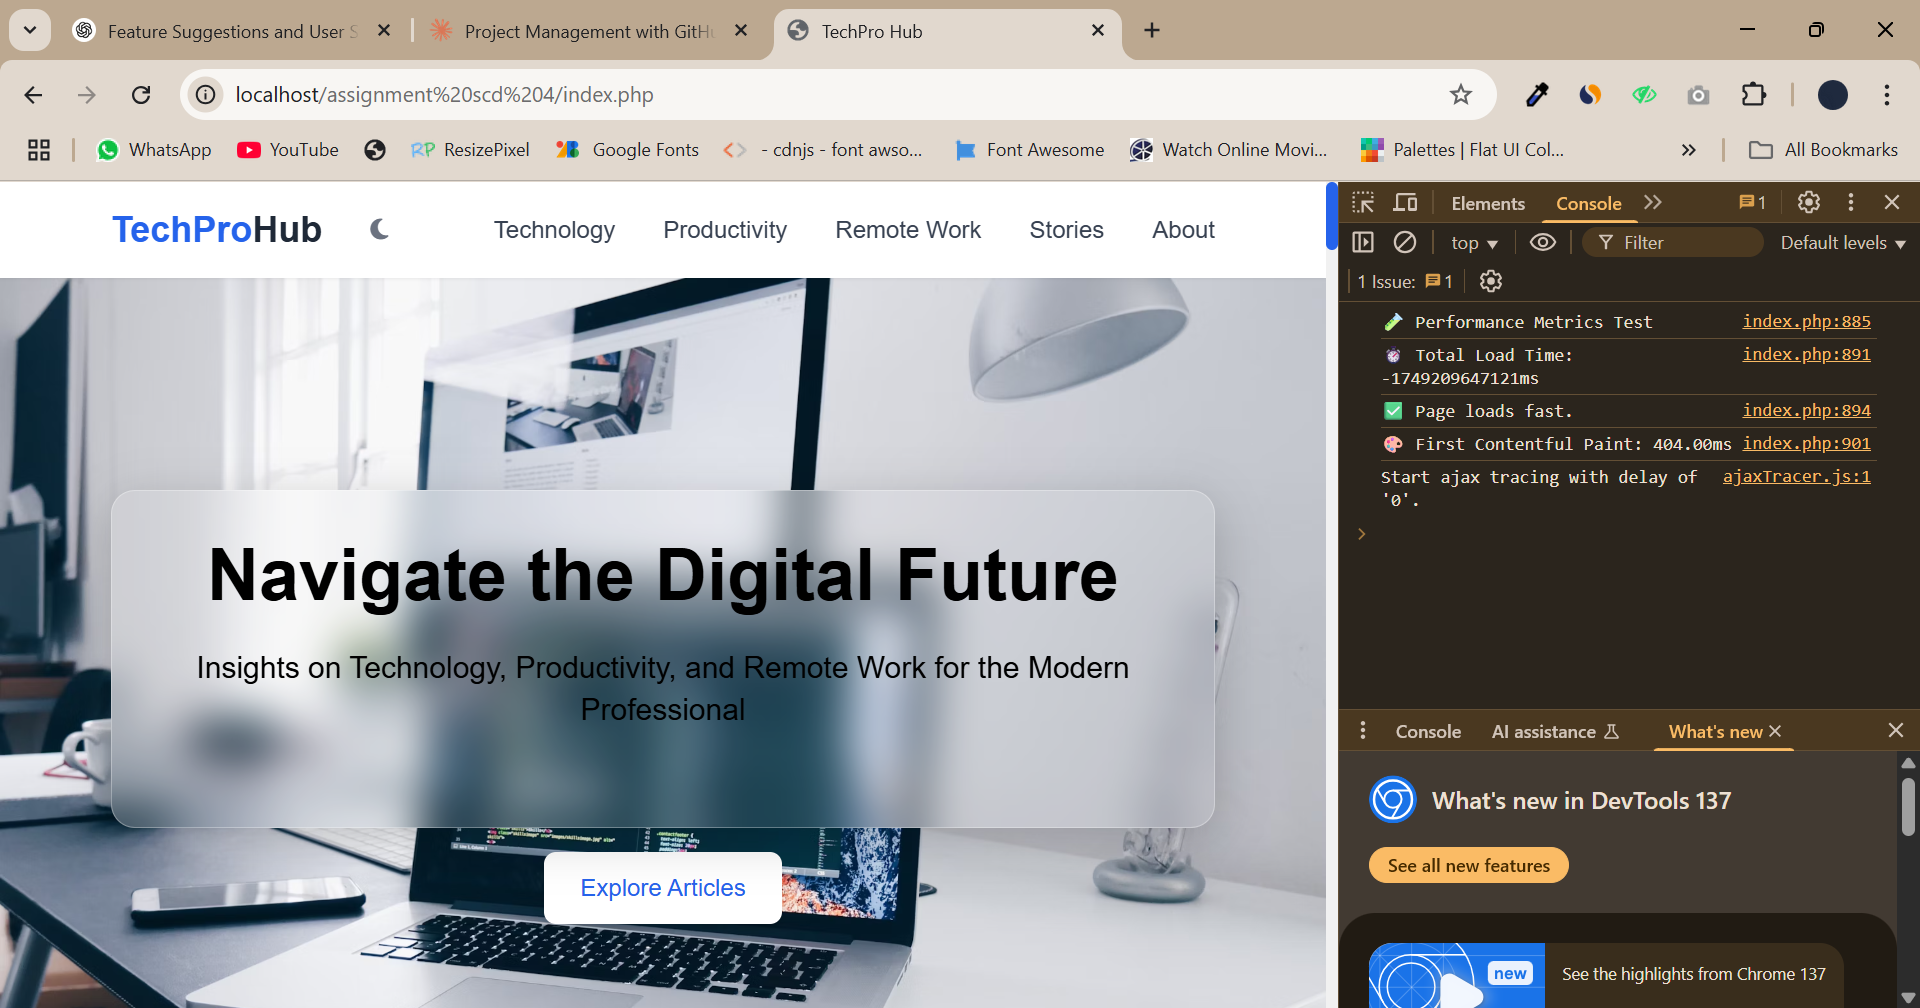 Feature Suggestions and User S
Project Management with GitHu
TechPro Hub
localhost/assignment%20scd%204/index.php
WhatsApp
YouTube
RP ResizePixel
Google Fonts
- cdnjs - font awso...
Font Awesome
Watch Online Movi...
Palettes | Flat UI Col...
All Bookmarks
TechProHub
Technology
Productivity
Remote Work
Stories
About
Navigate the Digital Future
Insights on Technology, Productivity, and Remote Work for the Modern
Professional
Explore Articles
Elements
Console
1
top
Filter
Default levels
1 Issue: 1
🧪 Performance Metrics Test index.php:885
⏱ Total Load Time: index.php:891
-1749209647121ms
✅ Page loads fast. index.php:894
🎨 First Contentful Paint: 404.00ms index.php:901
Start ajax tracing with delay of ajaxTracer.js:1
'0'.
Console
AI assistance
What's new
What's new in DevTools 137
See all new features
new
See the highlights from Chrome 137